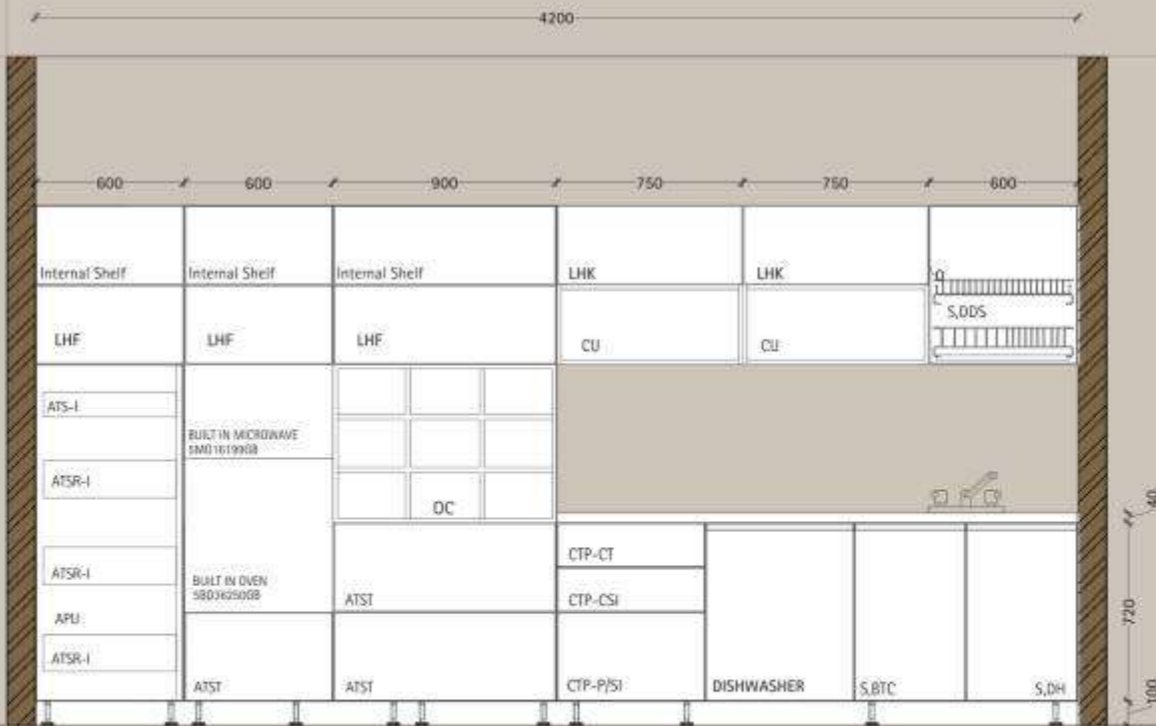 4200
600 600 900 750 750 600
Internal Shelf Internal Shelf Internal Shelf LHK LHK
S,DDS
LHF LHF LHF CU CU
ATS-I
BUILT IN MICROWAVE
ATSR-I
OC
40
CTP-CT
ATSR-I
BUILT IN OVEN
ATST CTP-CSI
APU
720
ATSR-I
ATST ATST CTP-P/SI DISHWASHER S,BTC S,DH
100